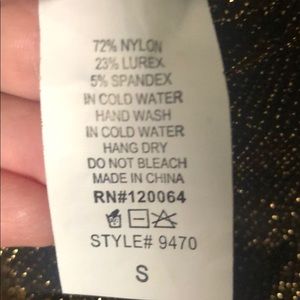 72% NYLON
23% LUREX
5% SPANDEX
IN COLD WATER
HAND WASH
IN COLD WATER
HANG DRY
DO NOT BLEACH
MADE IN CHINA
RN#120064
STYLE# 9470
S